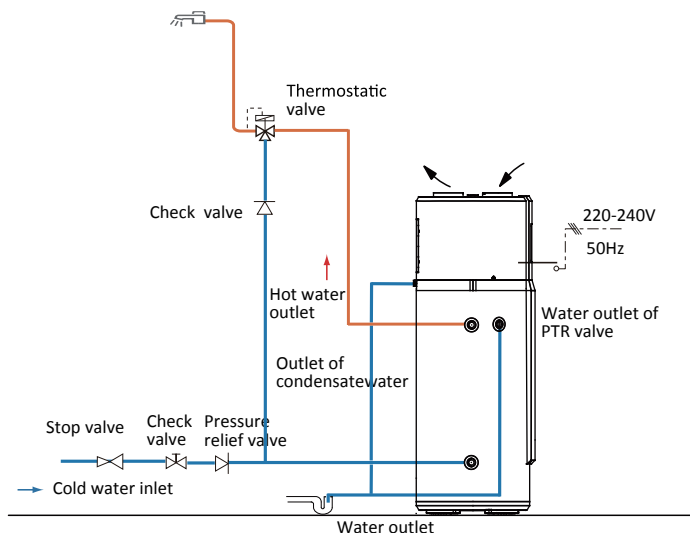 Thermostatic
valve
Check valve
220-240V
50Hz
Hot water
outlet
Water outlet of
PTR valve
Outlet of
condensatewater
Stop valve
Check
valve
Pressure
relief valve
Cold water inlet
Water outlet